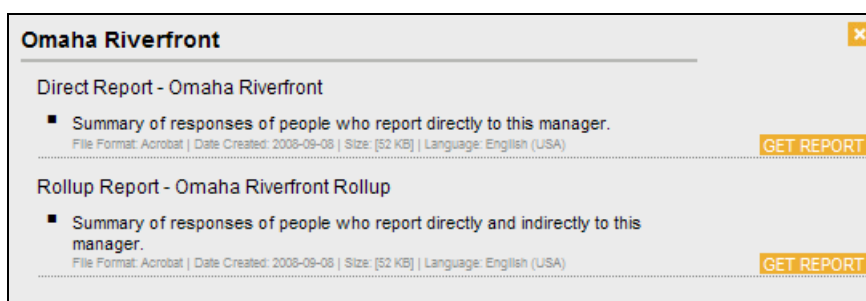 Omaha Riverfront
Direct Report - Omaha Riverfront
Summary of responses of people who report directly to this manager.
File Format: Acrobat | Date Created: 2008-09-08 | Size: [52 KB] | Language: English (USA)
GET REPORT
Rollup Report - Omaha Riverfront Rollup
Summary of responses of people who report directly and indirectly to this
manager.
File Format: Acrobat | Date Created: 2008-09-08 | Size: [52 KB] | Language: English (USA)
GET REPORT